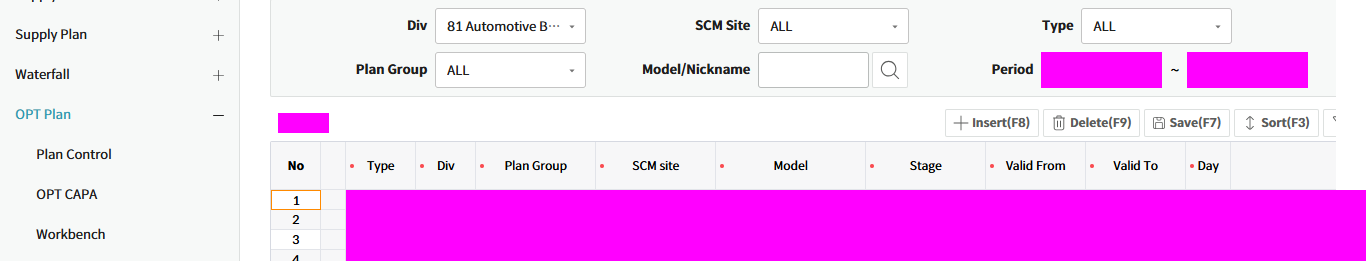 Div 81 Automotive B··· SCM Site ALL Type ALL
Supply Plan
Plan Group ALL Model/Nickname Period ~
Waterfall
OPT Plan
Insert(F8) Delete(F9) Save(F7) Sort(F3)
Plan Control
No Type Div Plan Group SCM site Model Stage Valid From Valid To Day
OPT CAPA
1
2
Workbench
3
4